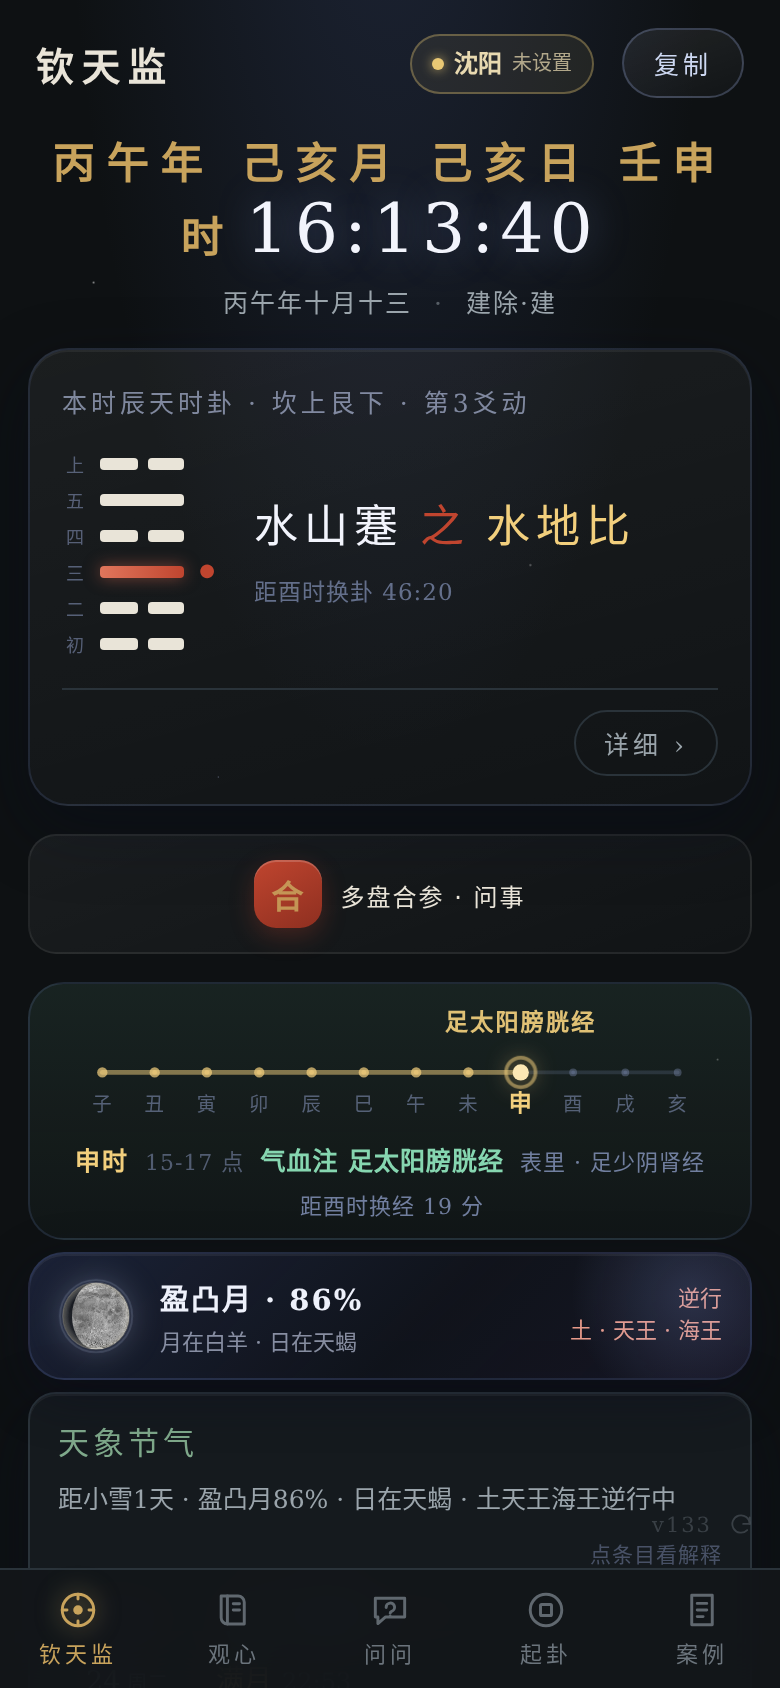 钦天监
沈阳 未设置
复制
丙午年 己亥月 己亥日 壬申
时 16:13:40
丙午年十月十三 · 建除·建
本时辰天时卦 · 坎上艮下 · 第3爻动
上
五
四
三
二
初
水山蹇 之 水地比
距酉时换卦 46:20
详细 ›
合 多盘合参 · 问事
足太阳膀胱经
子 丑 寅 卯 辰 巳 午 未 申 酉 戌 亥
申时 15-17 点 气血注 足太阳膀胱经 表里 · 足少阴肾经
距酉时换经 19 分
盈凸月 · 86%
月在白羊 · 日在天蝎
逆行
土 · 天王 · 海王
天象节气
距小雪1天 · 盈凸月86% · 日在天蝎 · 土天王海王逆行中
v133
点条目看解释
钦天监 观心 问问 起卦 案例